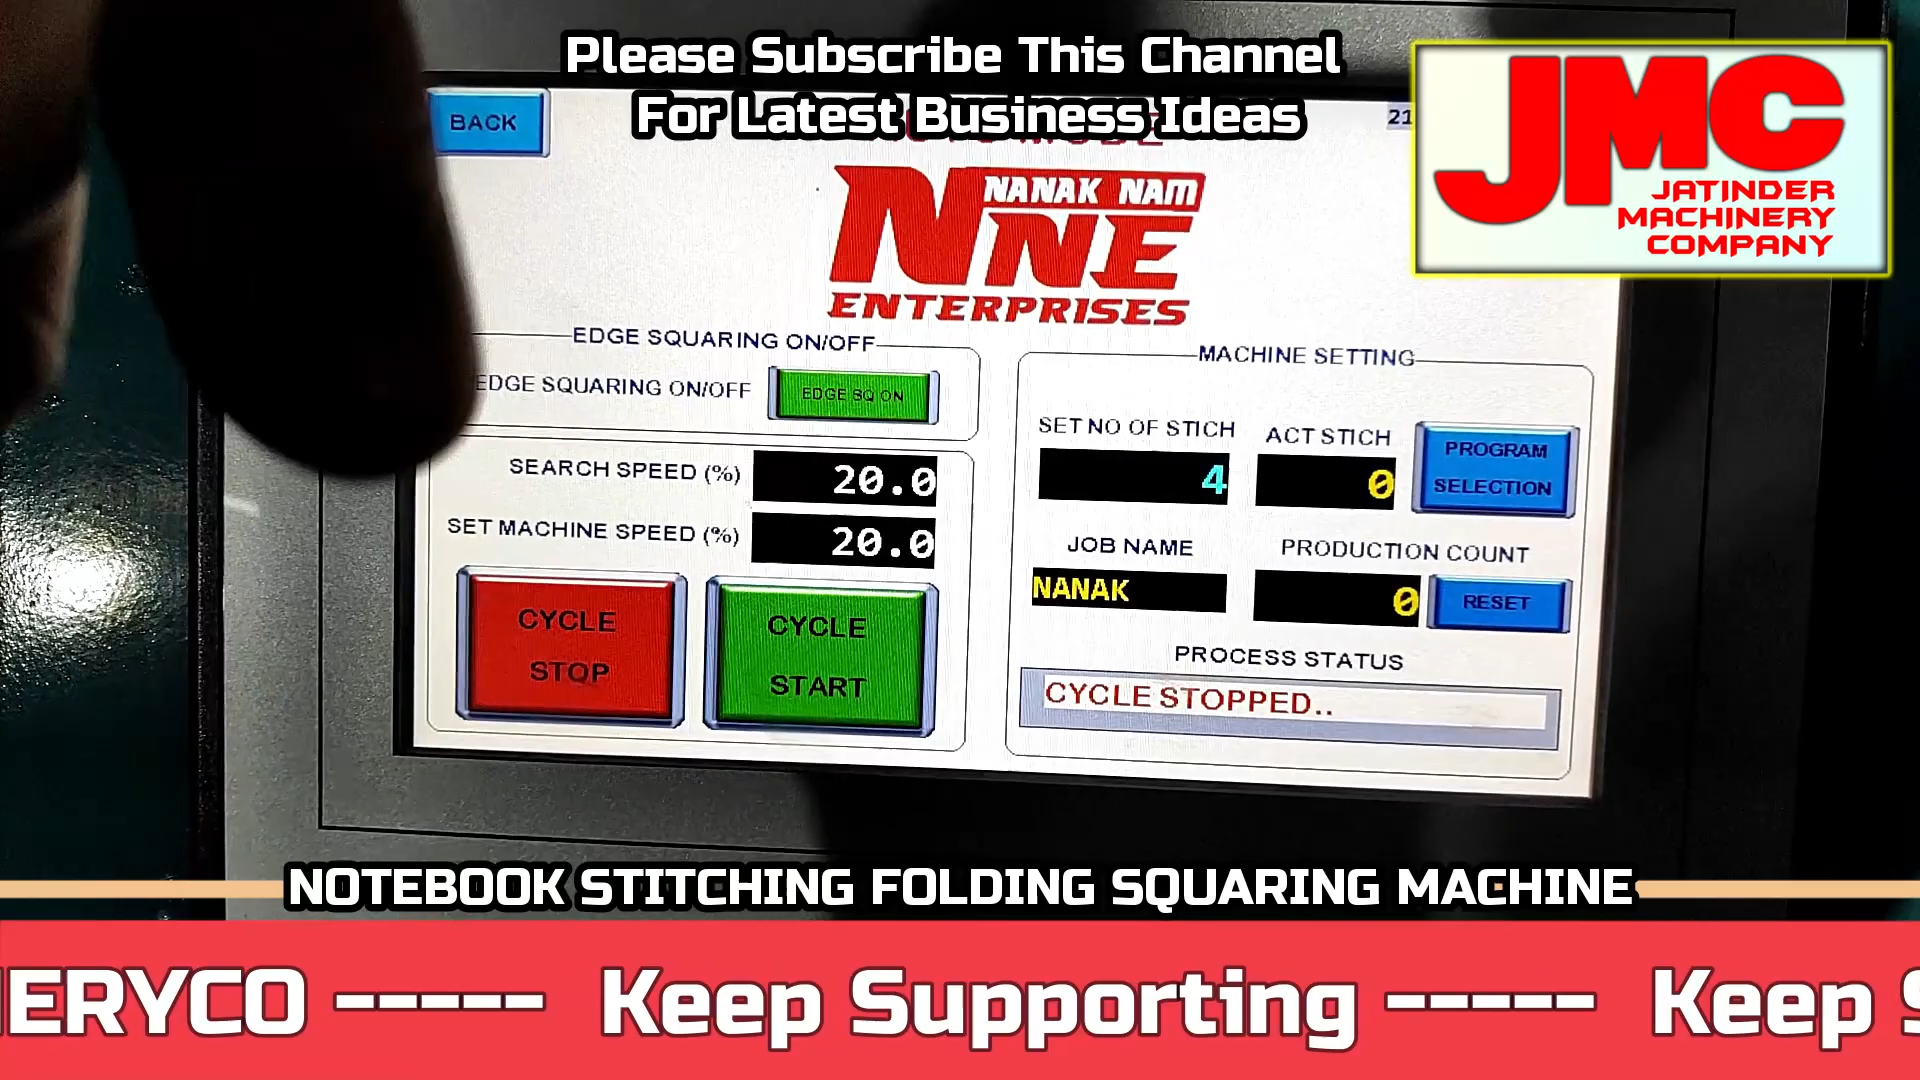 Please Subscribe This Channel
For Latest Business Ideas
JMC
JATINDER
MACHINERY
COMPANY
BACK
21
NANAK NAM
NNE
ENTERPRISES
EDGE SQUARING ON/OFF
EDGE SQUARING ON/OFF
EDGE SQ ON
SEARCH SPEED (%)
20.0
SET MACHINE SPEED (%)
20.0
CYCLE
STOP
CYCLE
START
MACHINE SETTING
SET NO OF STICH
ACT STICH
4
0
PROGRAM
SELECTION
JOB NAME
PRODUCTION COUNT
NANAK
0
RESET
PROCESS STATUS
CYCLE STOPPED..
NOTEBOOK STITCHING FOLDING SQUARING MACHINE
IERYCO ----- Keep Supporting ----- Keep S